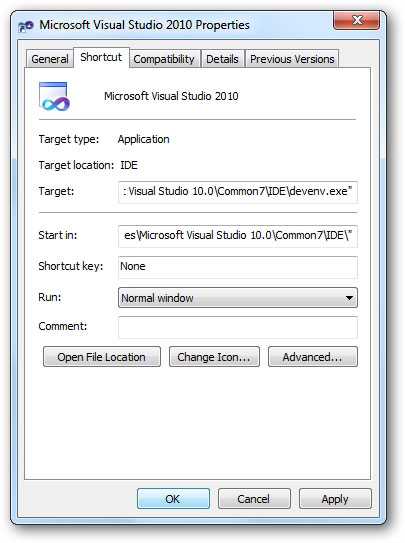 Microsoft Visual Studio 2010 Properties
General Shortcut Compatibility Details Previous Versions
Microsoft Visual Studio 2010
Target type: Application
Target location: IDE
Target: : Visual Studio 10.0\Common7\IDE\devenv.exe"
Start in: es\Microsoft Visual Studio 10.0\Common7\IDE\"
Shortcut key: None
Run: Normal window
Comment:
Open File Location Change Icon... Advanced...
OK Cancel Apply